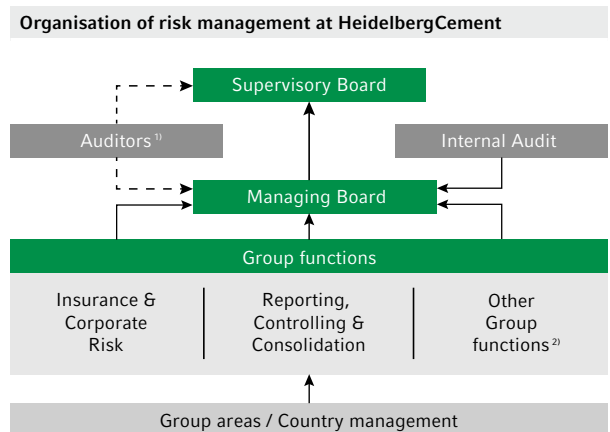 Organisation of risk management at HeidelbergCement
Supervisory Board
Auditors 1)
Internal Audit
Managing Board
Group functions
Insurance &
Corporate
Risk
Reporting,
Controlling &
Consolidation
Other
Group
functions 2)
Group areas / Country management